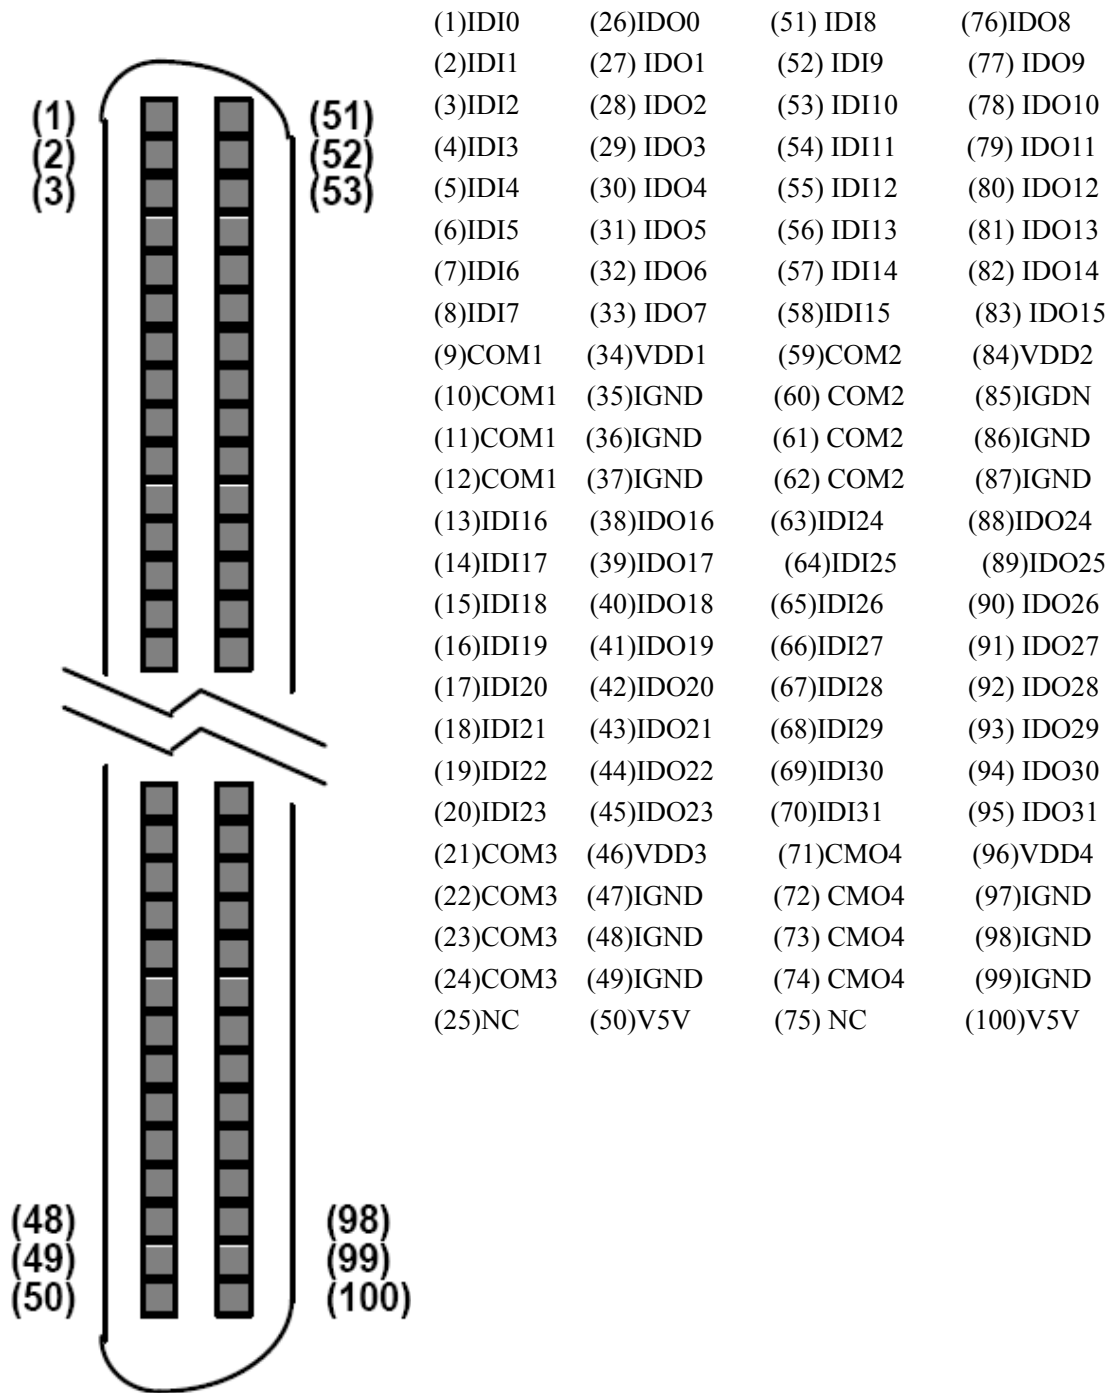 (1)IDI0 (26)IDO0 (51) IDI8 (76)IDO8
(2)IDI1 (27) IDO1 (52) IDI9 (77) IDO9
(3)IDI2 (28) IDO2 (53) IDI10 (78) IDO10
(4)IDI3 (29) IDO3 (54) IDI11 (79) IDO11
(5)IDI4 (30) IDO4 (55) IDI12 (80) IDO12
(6)IDI5 (31) IDO5 (56) IDI13 (81) IDO13
(7)IDI6 (32) IDO6 (57) IDI14 (82) IDO14
(8)IDI7 (33) IDO7 (58)IDI15 (83) IDO15
(9)COM1 (34)VDD1 (59)COM2 (84)VDD2
(10)COM1 (35)IGND (60) COM2 (85)IGDN
(11)COM1 (36)IGND (61) COM2 (86)IGND
(12)COM1 (37)IGND (62) COM2 (87)IGND
(13)IDI16 (38)IDO16 (63)IDI24 (88)IDO24
(14)IDI17 (39)IDO17 (64)IDI25 (89)IDO25
(15)IDI18 (40)IDO18 (65)IDI26 (90) IDO26
(16)IDI19 (41)IDO19 (66)IDI27 (91) IDO27
(17)IDI20 (42)IDO20 (67)IDI28 (92) IDO28
(18)IDI21 (43)IDO21 (68)IDI29 (93) IDO29
(19)IDI22 (44)IDO22 (69)IDI30 (94) IDO30
(20)IDI23 (45)IDO23 (70)IDI31 (95) IDO31
(21)COM3 (46)VDD3 (71)CMO4 (96)VDD4
(22)COM3 (47)IGND (72) CMO4 (97)IGND
(23)COM3 (48)IGND (73) CMO4 (98)IGND
(24)COM3 (49)IGND (74) CMO4 (99)IGND
(25)NC (50)V5V (75) NC (100)V5V
(1) (51)
(2) (52)
(3) (53)
(48) (98)
(49) (99)
(50) (100)